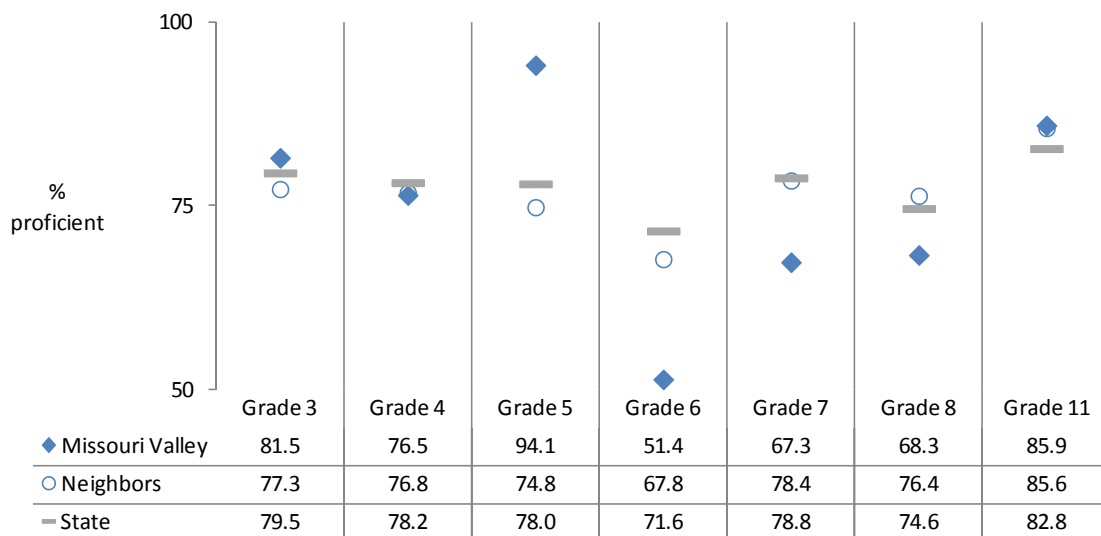 100
%
proficient
75
50
Grade 3 Grade 4 Grade 5 Grade 6 Grade 7 Grade 8 Grade 11
Missouri Valley 81.5 76.5 94.1 51.4 67.3 68.3 85.9
Neighbors 77.3 76.8 74.8 67.8 78.4 76.4 85.6
State 79.5 78.2 78.0 71.6 78.8 74.6 82.8